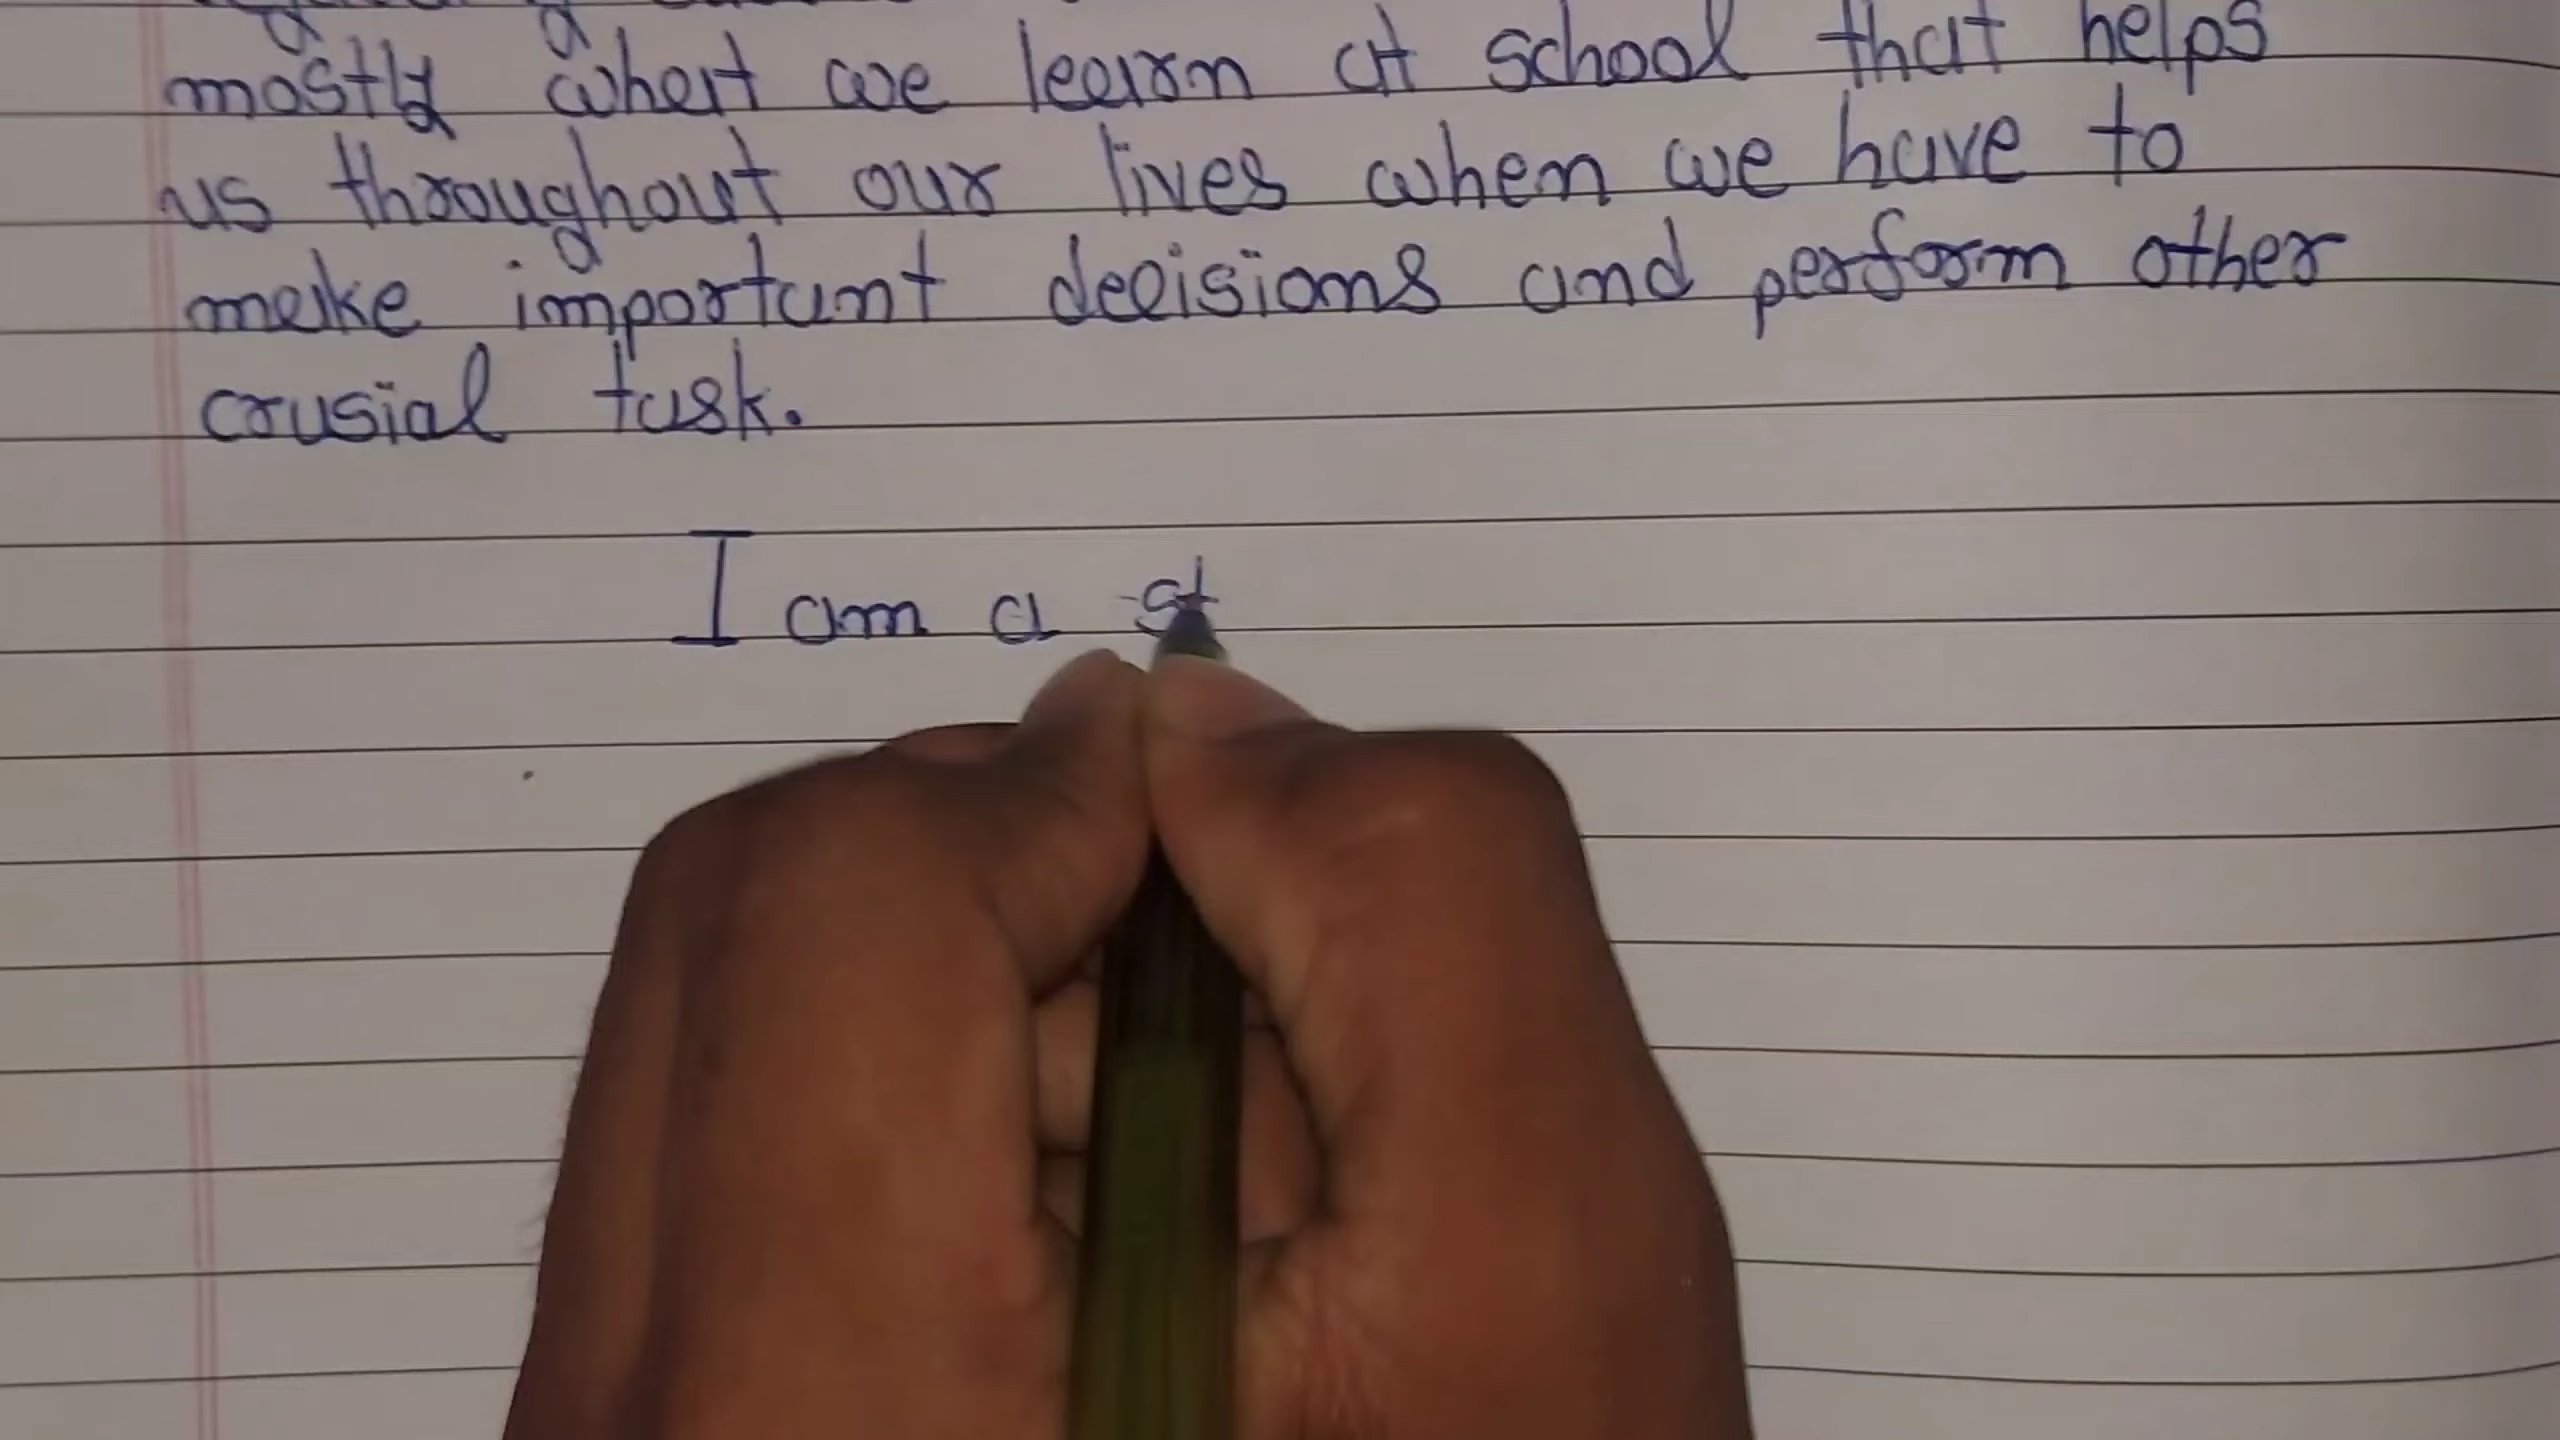 mostly what we learn at school that helps
us throughout our lives when we have to
make important decisions and perform other
crusial task.
I am a st